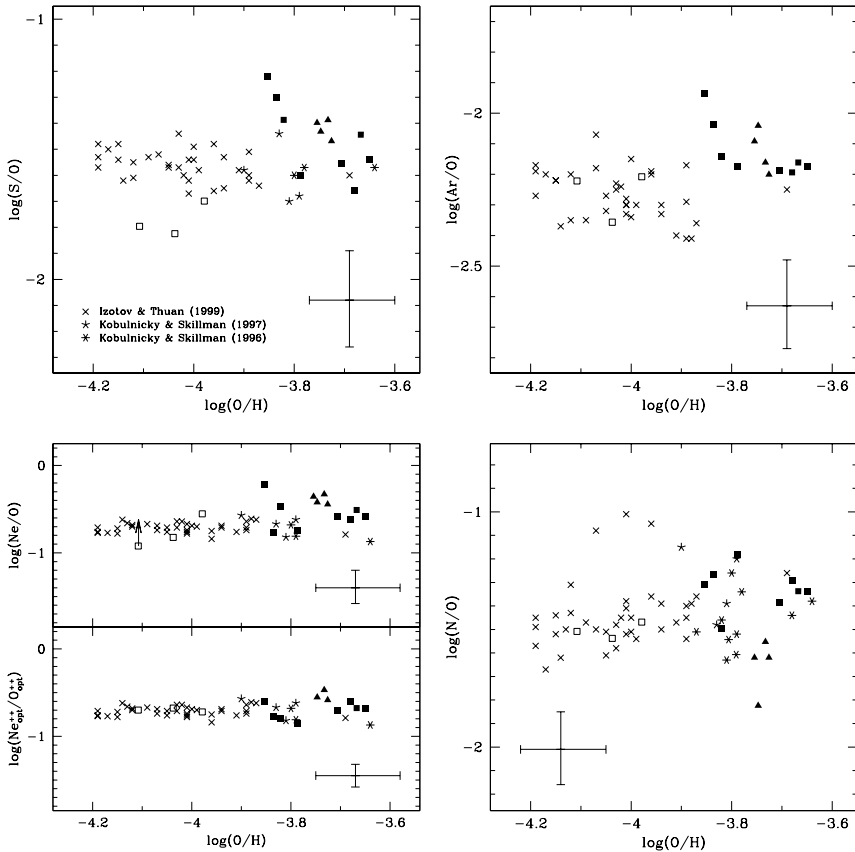 -1
-2
log(S/O)
× Izotov & Thuan (1999)
Kobulnicky & Skillman (1997)
Kobulnicky & Skillman (1996)
-4.2 -4 -3.8 -3.6
log(O/H)
-2
-2.5
log(Ar/O)
-4.2 -4 -3.8 -3.6
log(O/H)
0
-1
log(Ne/O)
0
-1
log(Ne++opt/O++opt)
-4.2 -4 -3.8 -3.6
log(O/H)
-1
-2
log(N/O)
-4.2 -4 -3.8 -3.6
log(O/H)